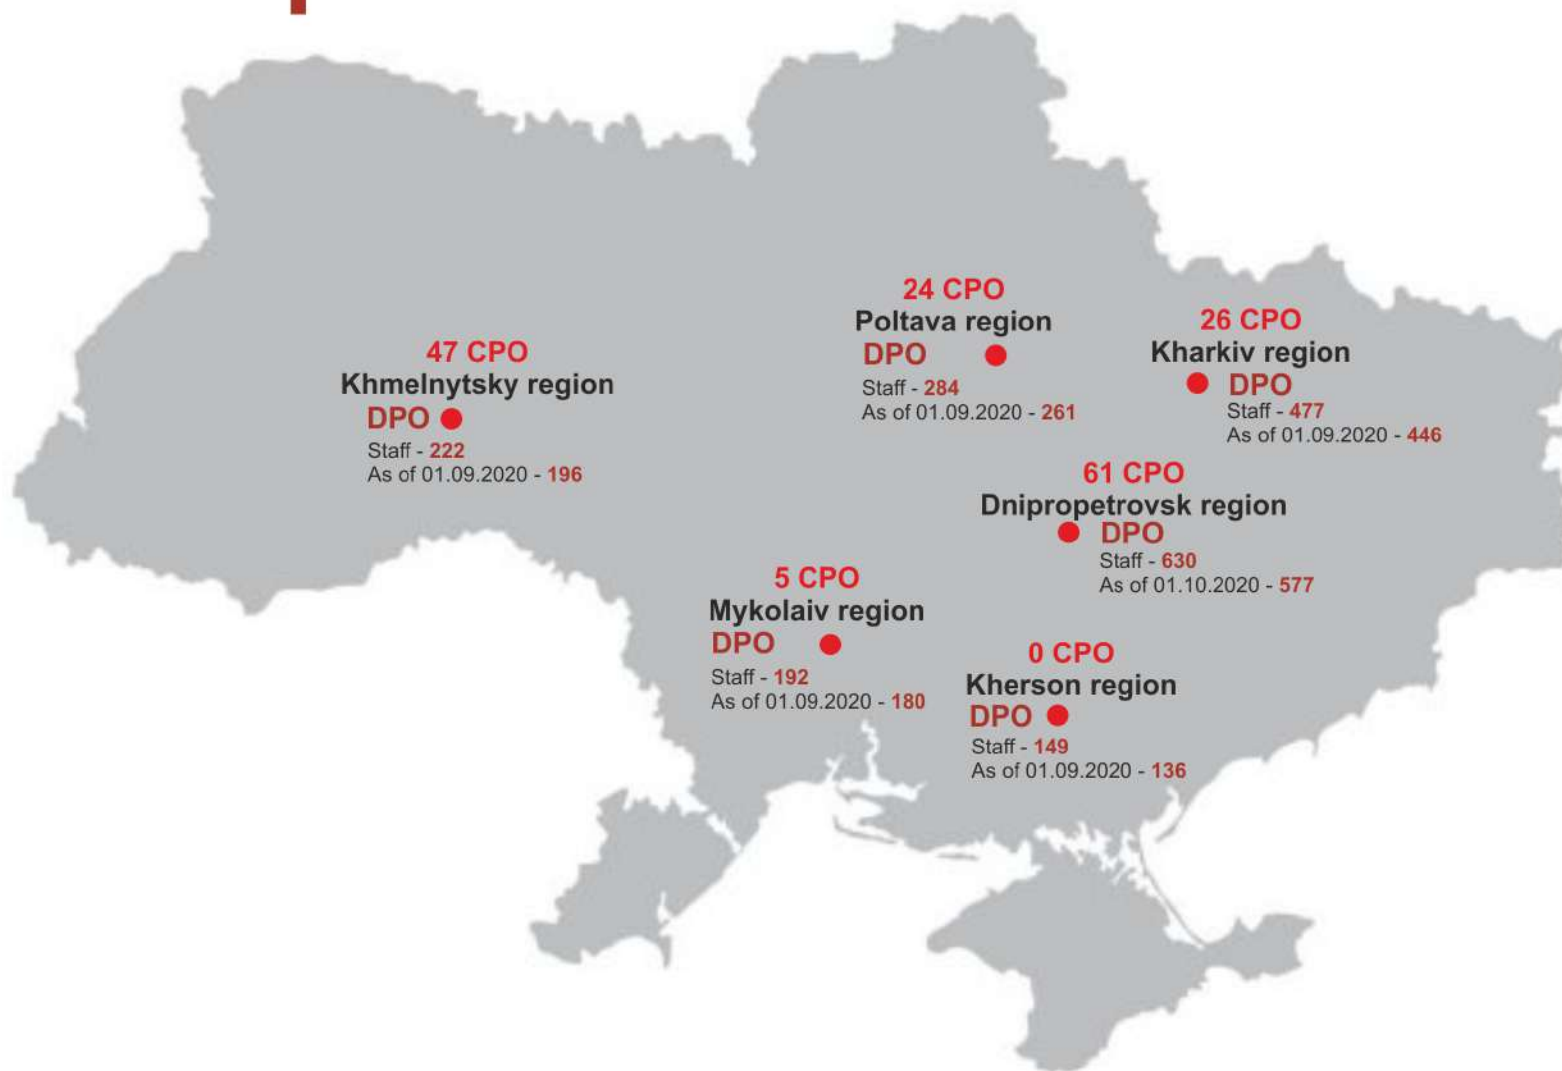 24 CPO
Poltava region
DPO
Staff - 284
As of 01.09.2020 - 261
26 CPO
Kharkiv region
DPO
Staff - 477
As of 01.09.2020 - 446
47 CPO
Khmelnytsky region
DPO
Staff - 222
As of 01.09.2020 - 196
61 CPO
Dnipropetrovsk region
DPO
Staff - 630
As of 01.10.2020 - 577
5 CPO
Mykolaiv region
DPO
Staff - 192
As of 01.09.2020 - 180
0 CPO
Kherson region
DPO
Staff - 149
As of 01.09.2020 - 136